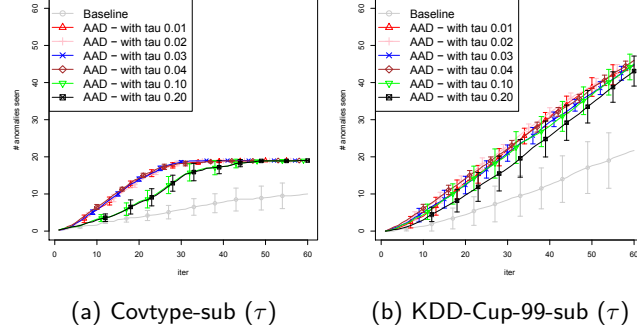 60
50
40
30
20
10
0
# anomalies seen
Baseline
AAD − with tau 0.01
AAD − with tau 0.02
AAD − with tau 0.03
AAD − with tau 0.04
AAD − with tau 0.10
AAD − with tau 0.20
0 10 20 30 40 50 60
iter
(a) Covtype-sub (τ)
60
50
40
30
20
10
0
# anomalies seen
Baseline
AAD − with tau 0.01
AAD − with tau 0.02
AAD − with tau 0.03
AAD − with tau 0.04
AAD − with tau 0.10
AAD − with tau 0.20
0 10 20 30 40 50 60
iter
(b) KDD-Cup-99-sub (τ)